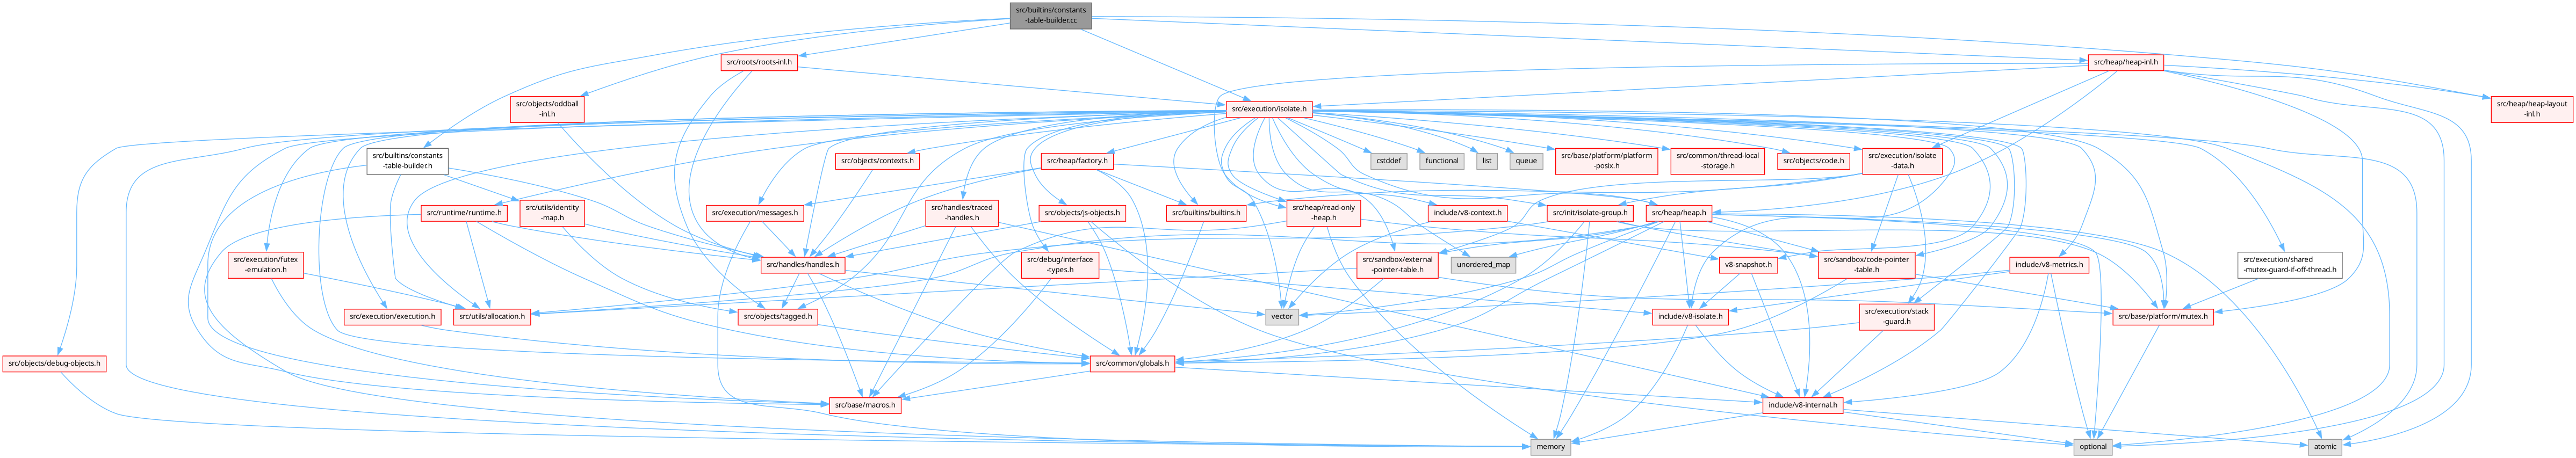 src/builtins/constants
-table-builder.cc
src/roots/roots-inl.h
src/heap/heap-inl.h
src/objects/oddball
-inl.h
src/execution/isolate.h
src/heap/heap-layout
-inl.h
src/builtins/constants
-table-builder.h
src/objects/contexts.h
src/heap/factory.h
cstddef
functional
list
queue
src/base/platform/platform
-posix.h
src/common/thread-local
-storage.h
src/objects/code.h
src/execution/isolate
-data.h
src/runtime/runtime.h
src/utils/identity
-map.h
src/execution/messages.h
src/handles/traced
-handles.h
src/objects/js-objects.h
src/builtins/builtins.h
src/heap/read-only
-heap.h
include/v8-context.h
src/init/isolate-group.h
src/heap/heap.h
src/execution/futex
-emulation.h
src/handles/handles.h
src/debug/interface
-types.h
unordered_map
src/sandbox/external
-pointer-table.h
v8-snapshot.h
src/sandbox/code-pointer
-table.h
include/v8-metrics.h
src/execution/shared
-mutex-guard-if-off-thread.h
src/execution/execution.h
src/utils/allocation.h
src/objects/tagged.h
vector
include/v8-isolate.h
src/execution/stack
-guard.h
src/base/platform/mutex.h
src/objects/debug-objects.h
src/common/globals.h
src/base/macros.h
include/v8-internal.h
memory
optional
atomic